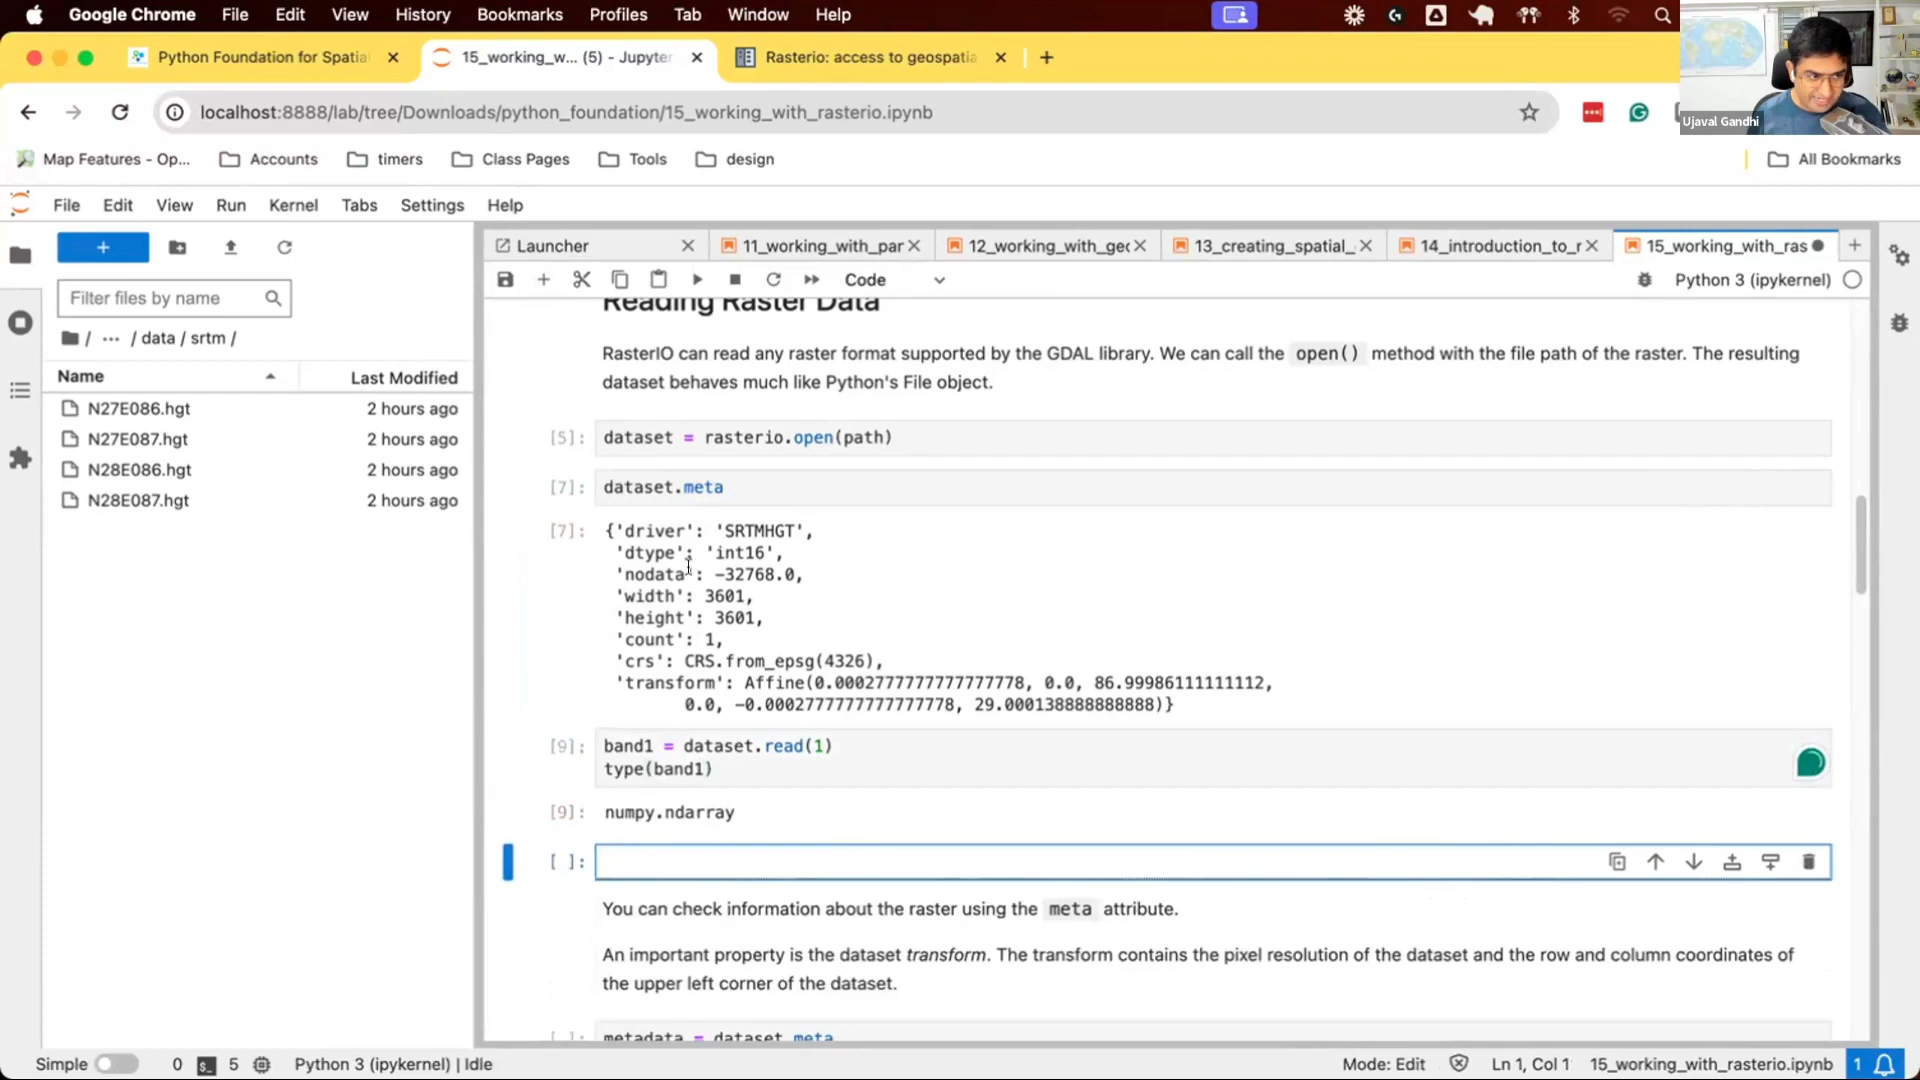 Google Chrome File Edit View History Bookmarks Profiles Tab Window Help
Python Foundation for Spatia
15_working_w... (5) - Jupyter
Rasterio: access to geospatia
localhost:8888/lab/tree/Downloads/python_foundation/15_working_with_rasterio.ipynb
Ujaval Gandhi
Map Features - Op... Accounts timers Class Pages Tools design All Bookmarks
File Edit View Run Kernel Tabs Settings Help
Launcher 11_working_with_par 12_working_with_geo 13_creating_spatial_ 14_introduction_to_r 15_working_with_ras
Code Python 3 (ipykernel)
Filter files by name
/ ... / data / srtm /
Name Last Modified
N27E086.hgt 2 hours ago
N27E087.hgt 2 hours ago
N28E086.hgt 2 hours ago
N28E087.hgt 2 hours ago
Reading Raster Data
RasterIO can read any raster format supported by the GDAL library. We can call the open() method with the file path of the raster. The resulting
dataset behaves much like Python's File object.
[5]: dataset = rasterio.open(path)
[7]: dataset.meta
[7]: {'driver': 'SRTMHGT',
'dtype': 'int16',
'nodata': -32768.0,
'width': 3601,
'height': 3601,
'count': 1,
'crs': CRS.from_epsg(4326),
'transform': Affine(0.0002777777777777778, 0.0, 86.99986111111112,
0.0, -0.0002777777777777778, 29.000138888888888)}
[9]: band1 = dataset.read(1)
type(band1)
[9]: numpy.ndarray
[ ]:
You can check information about the raster using the meta attribute.
An important property is the dataset transform. The transform contains the pixel resolution of the dataset and the row and column coordinates of
the upper left corner of the dataset.
[ ]: metadata = dataset.meta
Simple 0 5 Python 3 (ipykernel) | Idle Mode: Edit Ln 1, Col 1 15_working_with_rasterio.ipynb 1